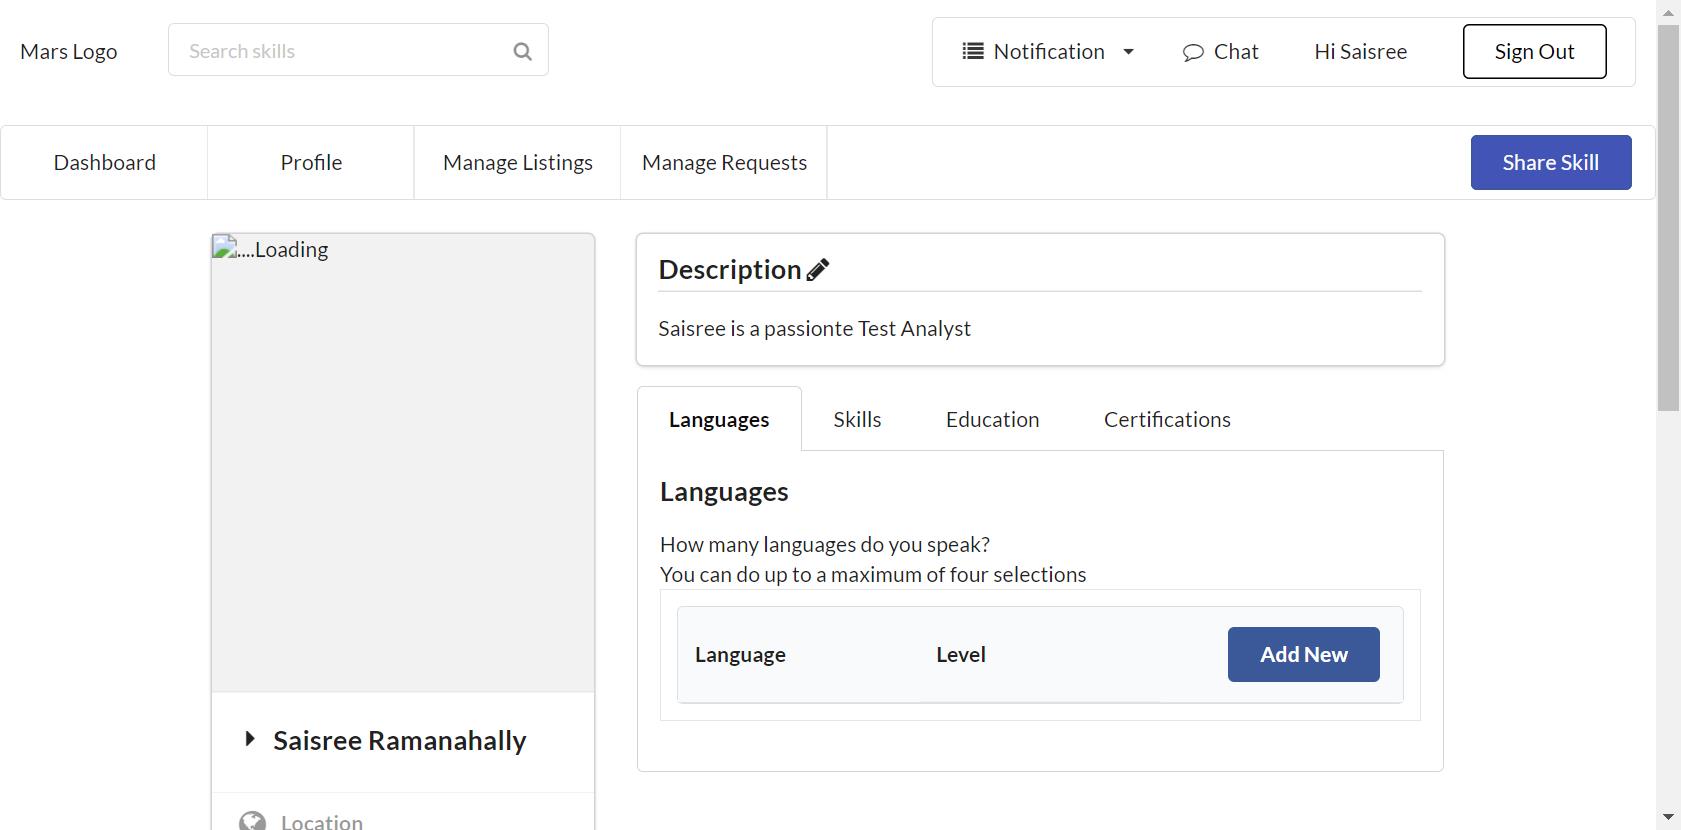 Mars Logo
Search skills
Notification
Chat
Hi Saisree
Sign Out
Dashboard
Profile
Manage Listings
Manage Requests
Share Skill
....Loading
Description
Saisree is a passionte Test Analyst
Languages
Skills
Education
Certifications
Languages
How many languages do you speak?
You can do up to a maximum of four selections
Language
Level
Add New
Saisree Ramanahally
Location